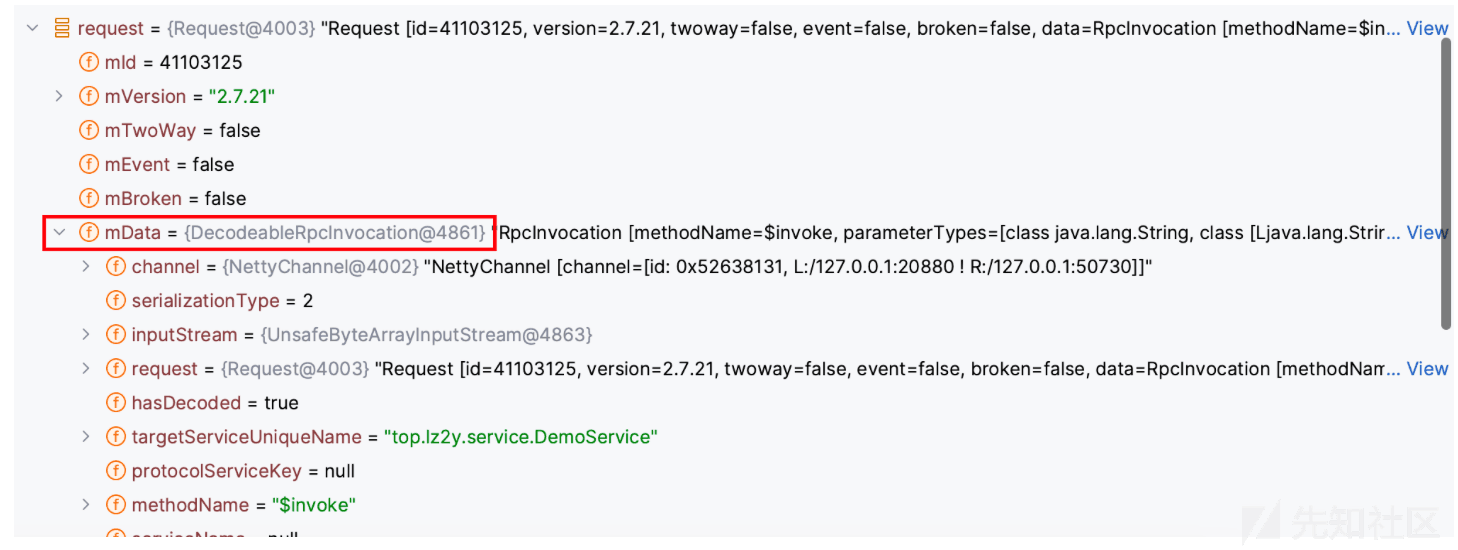 request = {Request@4003} "Request [id=41103125, version=2.7.21, twoway=false, event=false, broken=false, data=RpcInvocation [methodName=$in... View
f mId = 41103125
f mVersion = "2.7.21"
f mTwoWay = false
f mEvent = false
f mBroken = false
f mData = {DecodeableRpcInvocation@4861} "RpcInvocation [methodName=$invoke, parameterTypes=[class java.lang.String, class [Ljava.lang.Strir... View
f channel = {NettyChannel@4002} "NettyChannel [channel=[id: 0x52638131, L:/127.0.0.1:20880 ! R:/127.0.0.1:50730]]"
f serializationType = 2
f inputStream = {UnsafeByteArrayInputStream@4863}
f request = {Request@4003} "Request [id=41103125, version=2.7.21, twoway=false, event=false, broken=false, data=RpcInvocation [methodNam... View
f hasDecoded = true
f targetServiceUniqueName = "top.lz2y.service.DemoService"
f protocolServiceKey = null
f methodName = "$invoke"
f serviceName = null
先知社区